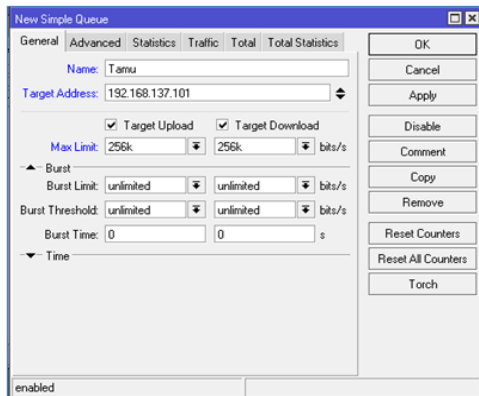 New Simple Queue
General Advanced Statistics Traffic Total Total Statistics
Name: Tamu
Target Address: 192.168.137.101
Target Upload Target Download
Max Limit: 256k 256k bits/s
Burst
Burst Limit: unlimited unlimited bits/s
Burst Threshold: unlimited unlimited bits/s
Burst Time: 0 0 s
Time
OK
Cancel
Apply
Disable
Comment
Copy
Remove
Reset Counters
Reset All Counters
Torch
enabled